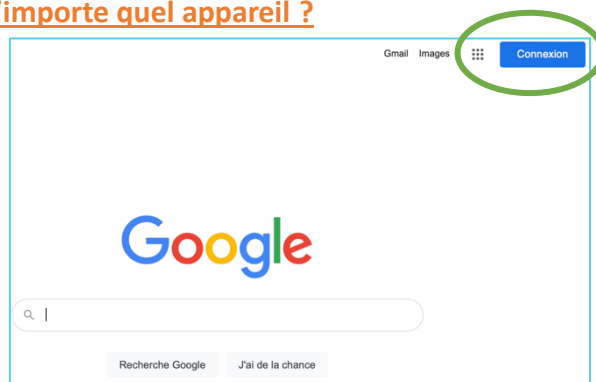 'importe quel appareil ?
Gmail Images Connexion
Google
Recherche Google J'ai de la chance